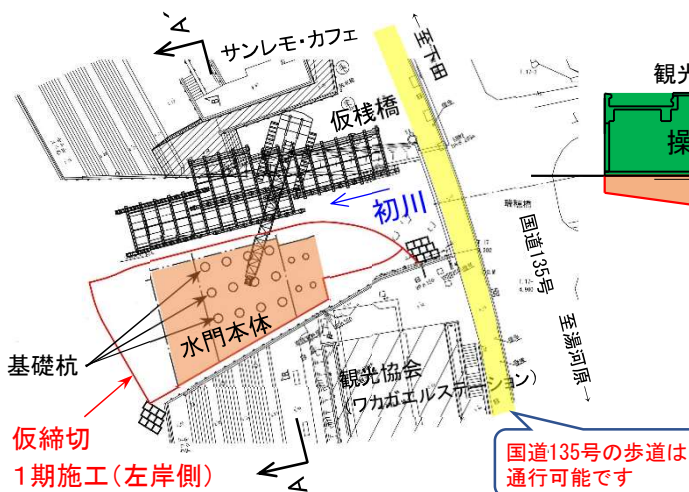 A´
サンレモ・カフェ
←至下田
観光
仮桟橋
操
初川
国道135号
至湯河原→
水門本体
基礎杭
観光協会
(ワカガエルステーション)
仮締切
1期施工(左岸側)
A
国道135号の歩道は
通行可能です